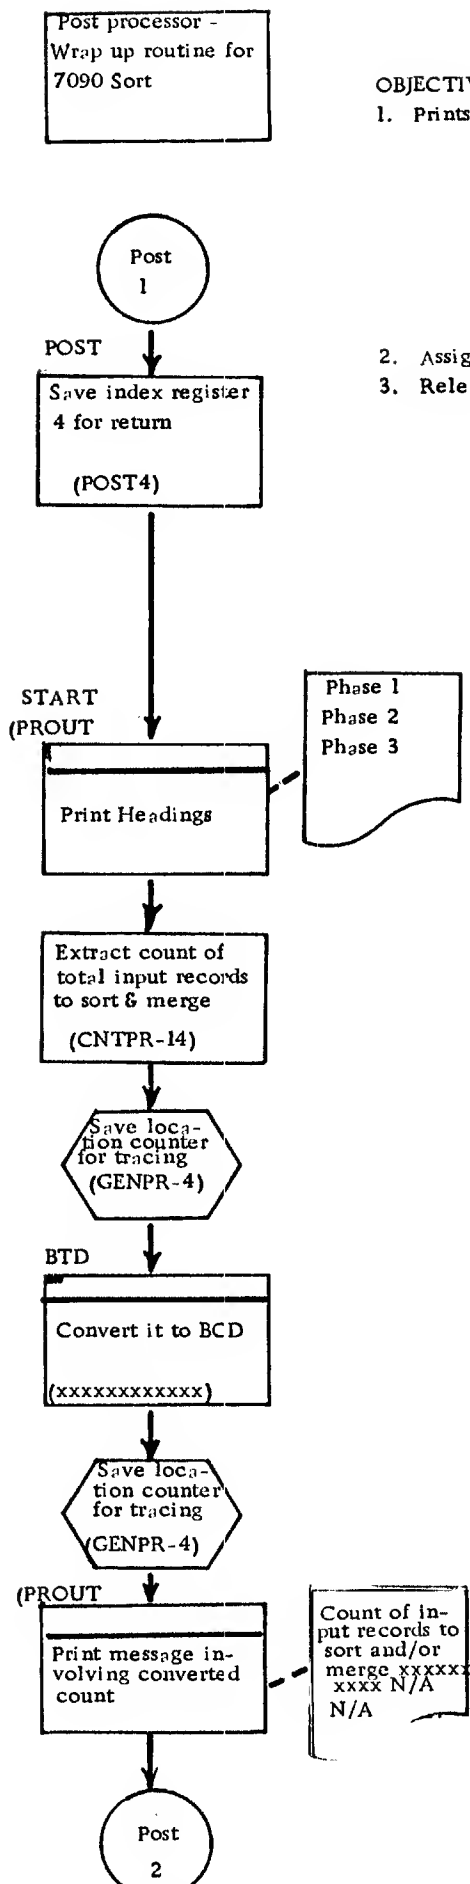 Post processor -
Wrap up routine for
7090 Sort
OBJECTI
1. Prints
Post
1
POST
2. Assig
3. Rele
Save index register
4 for return
(POST4)
START
(PROUT
Phase 1
Phase 2
Phase 3
Print Headings
Extract count of
total input records
to sort & merge
(CNTPR-14)
Save loca-
tion counter
for tracing
(GENPR-4)
BTD
Convert it to BCD
(xxxxxxxxxxxx)
Save loca-
tion counter
for tracing
(GENPR-4)
(PROUT
Print message in-
volving converted
count
Count of in-
put records to
sort and/or
merge xxxxxx
xxxx N/A
N/A
Post
2